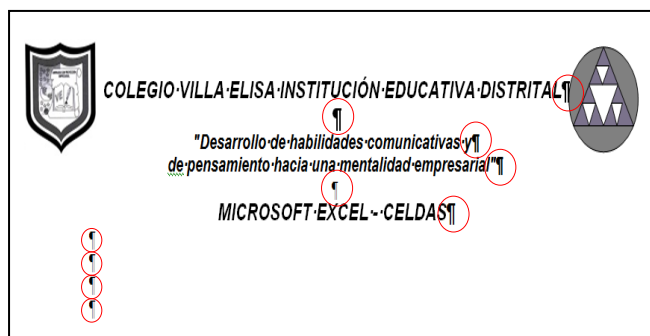 COLEGIO·VILLA·ELISA·INSTITUCIÓN·EDUCATIVA·DISTRITAL¶
¶
"Desarrollo·de·habilidades·comunicativas·y¶
de·pensamiento·hacia·una·mentalidad·empresarial"¶
¶
MICROSOFT·EXCEL·-·CELDAS¶
¶
¶
¶
¶